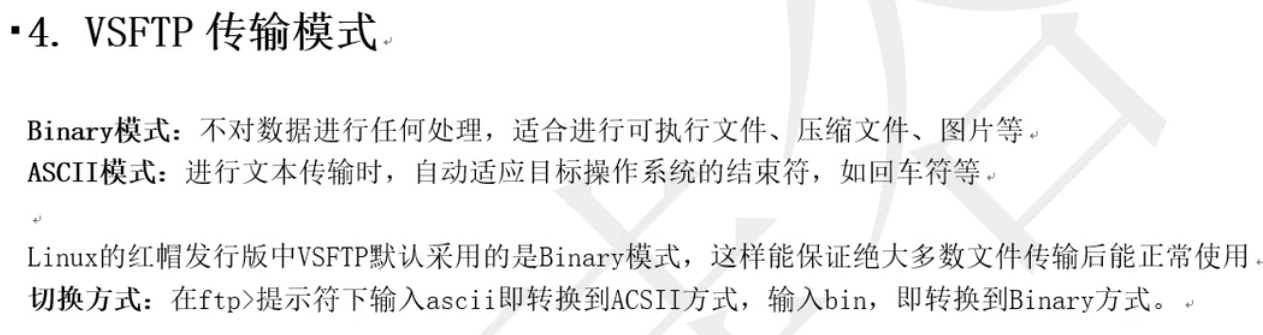 ▪4. VSFTP 传输模式
Binary模式：不对数据进行任何处理，适合进行可执行文件、压缩文件、图片等
ASCII模式：进行文本传输时，自动适应目标操作系统的结束符，如回车符等
Linux的红帽发行版中VSFTP默认采用的是Binary模式，这样能保证绝大多数文件传输后能正常使用
切换方式：在ftp>提示符下输入ascii即转换到ACSII方式，输入bin，即转换到Binary方式。